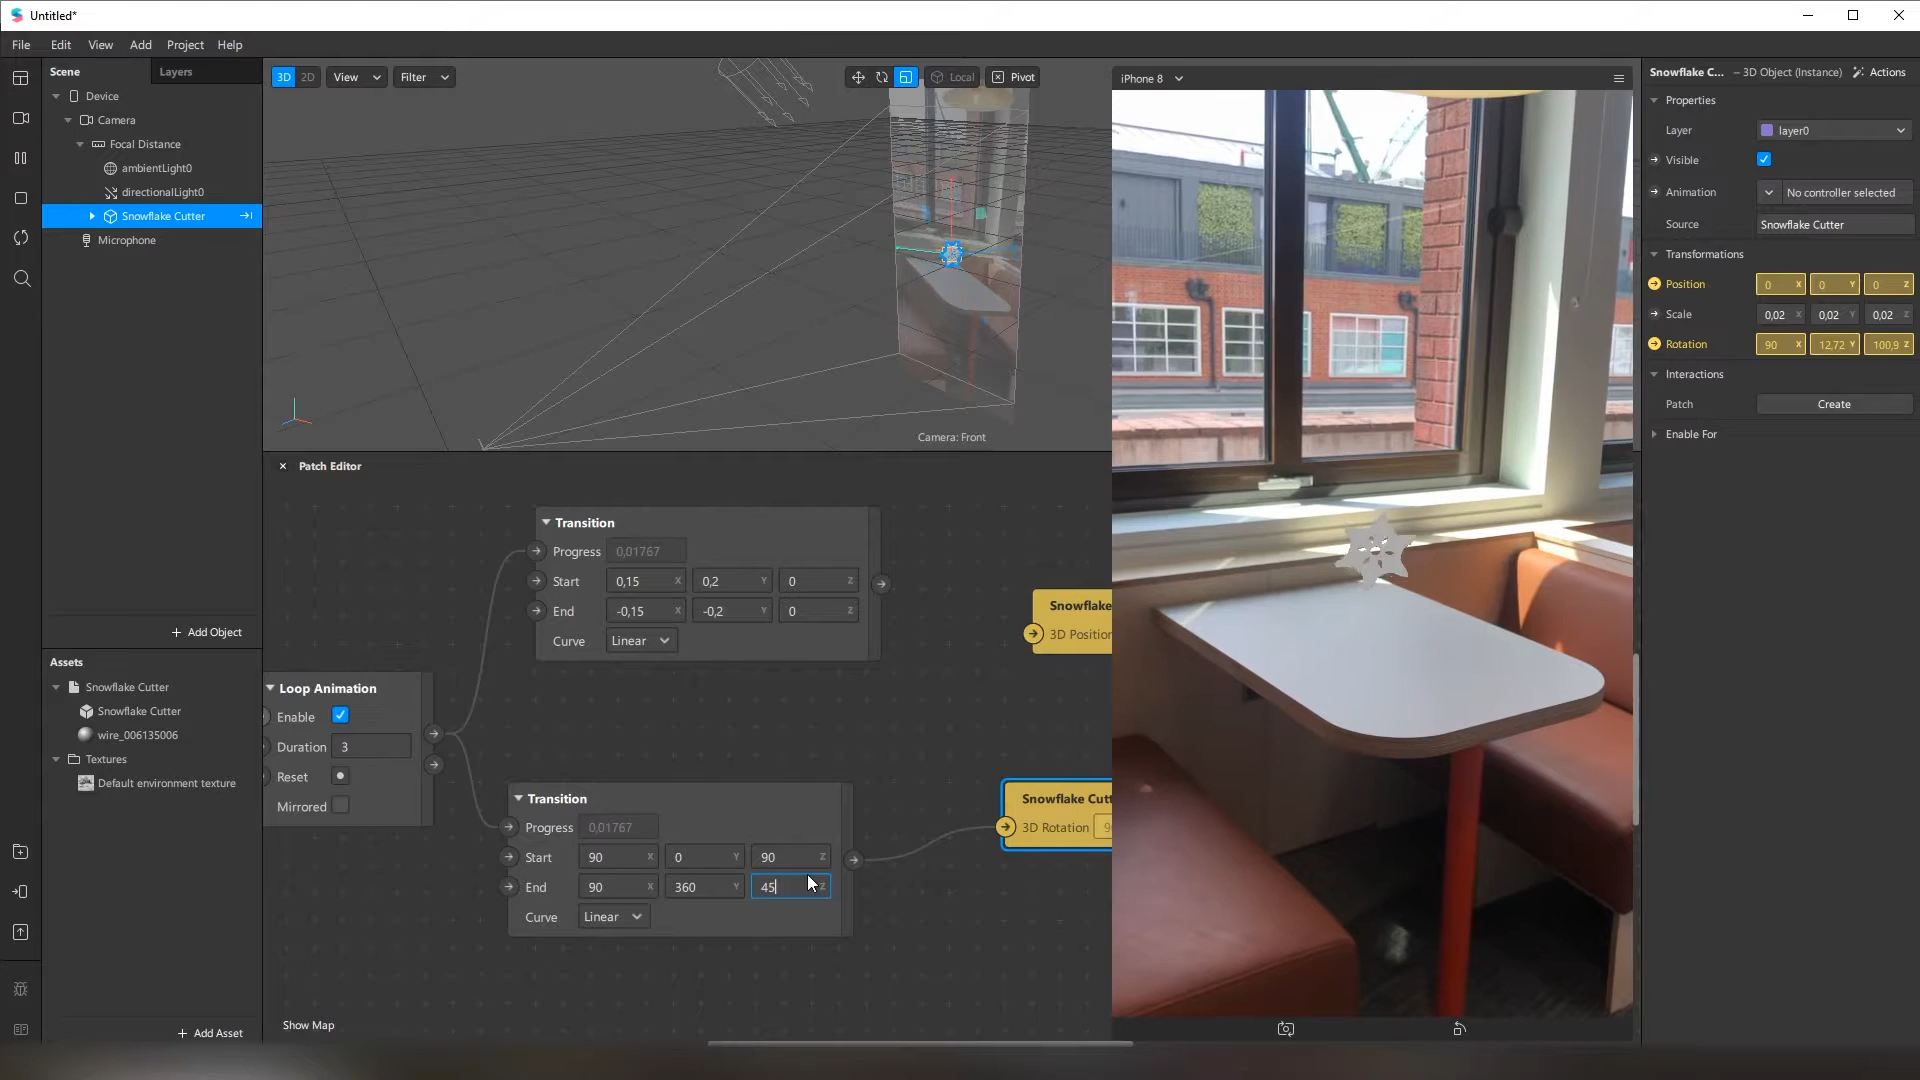 Untitled*
File Edit View Add Project Help
Scene Layers
Device
Camera
Focal Distance
ambientLight0
directionalLight0
Snowflake Cutter
Microphone
+ Add Object
Assets
Snowflake Cutter
Snowflake Cutter
wire_006135006
Textures
Default environment texture
+ Add Asset
3D 2D View Filter Local Pivot
Camera: Front
Patch Editor
Transition
Progress 0,01767
Start 0,15 X 0,2 Y 0 Z
End -0,15 X -0,2 Y 0 Z
Curve Linear
Loop Animation
Enable
Duration 3
Reset
Mirrored
Transition
Progress 0,01767
Start 90 X 0 Y 90 Z
End 90 X 360 Y 45 Z
Curve Linear
Snowflake
3D Position
Snowflake Cutt
3D Rotation 9
Show Map
iPhone 8
Snowflake C... – 3D Object (Instance) Actions
Properties
Layer layer0
Visible
Animation No controller selected
Source Snowflake Cutter
Transformations
Position 0 X 0 Y 0 Z
Scale 0,02 X 0,02 Y 0,02 Z
Rotation 90 X 12,72 Y 100,9 Z
Interactions
Patch Create
Enable For